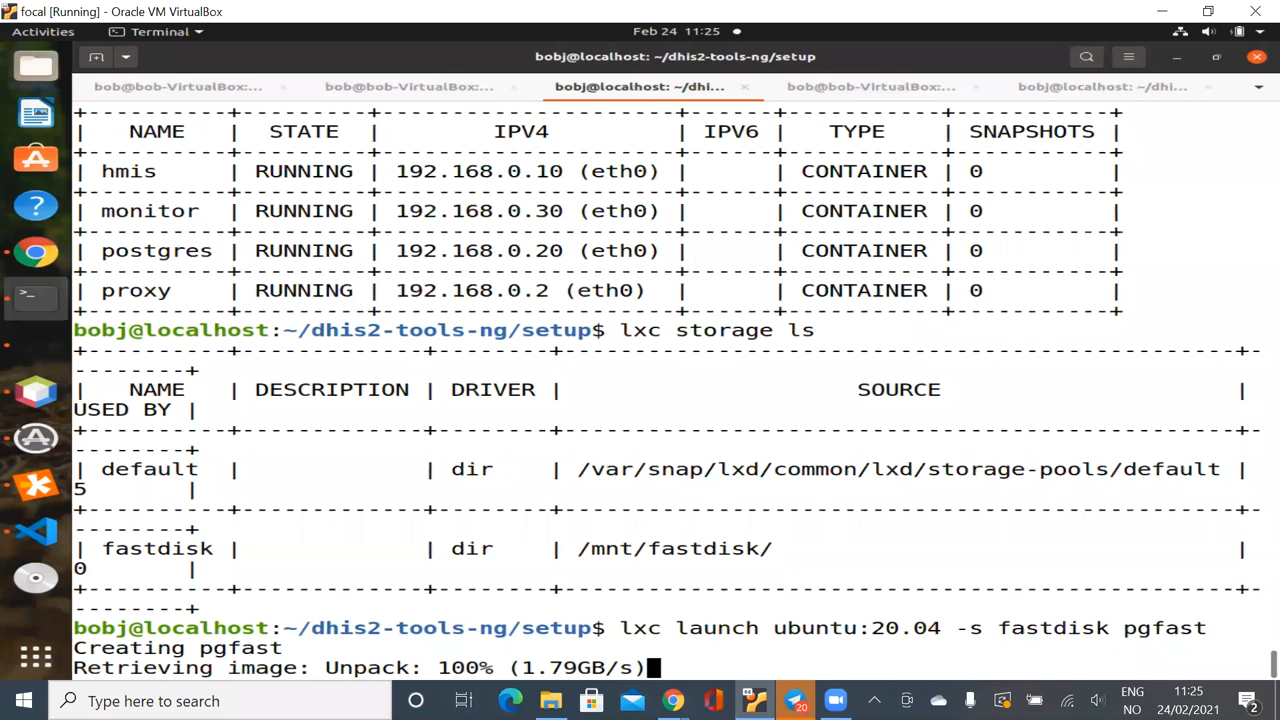 focal [Running] - Oracle VM VirtualBox
Activities Terminal Feb 24 11:25
bobj@localhost: ~/dhis2-tools-ng/setup
bob@bob-VirtualBox:... bob@bob-VirtualBox:... bobj@localhost: ~/dhi... bob@bob-VirtualBox:... bobj@localhost: ~/dhi...
+-----------+---------+----------------------+------+-----------+-----------+
| NAME | STATE | IPV4 | IPV6 | TYPE | SNAPSHOTS |
+-----------+---------+----------------------+------+-----------+-----------+
| hmis | RUNNING | 192.168.0.10 (eth0) | | CONTAINER | 0 |
+-----------+---------+----------------------+------+-----------+-----------+
| monitor | RUNNING | 192.168.0.30 (eth0) | | CONTAINER | 0 |
+-----------+---------+----------------------+------+-----------+-----------+
| postgres | RUNNING | 192.168.0.20 (eth0) | | CONTAINER | 0 |
+-----------+---------+----------------------+------+-----------+-----------+
| proxy | RUNNING | 192.168.0.2 (eth0) | | CONTAINER | 0 |
+-----------+---------+----------------------+------+-----------+-----------+
bobj@localhost:~/dhis2-tools-ng/setup$ lxc storage ls
+-----------+-------------+--------+------------------------------------------------+-
--------+
| NAME | DESCRIPTION | DRIVER | SOURCE |
USED BY |
+-----------+-------------+--------+------------------------------------------------+-
--------+
| default | | dir | /var/snap/lxd/common/lxd/storage-pools/default |
5 |
+-----------+-------------+--------+------------------------------------------------+-
--------+
| fastdisk | | dir | /mnt/fastdisk/ |
0 |
+-----------+-------------+--------+------------------------------------------------+-
--------+
bobj@localhost:~/dhis2-tools-ng/setup$ lxc launch ubuntu:20.04 -s fastdisk pgfast
Creating pgfast
Retrieving image: Unpack: 100% (1.79GB/s)
Type here to search
20
ENG
NO
11:25
24/02/2021
2